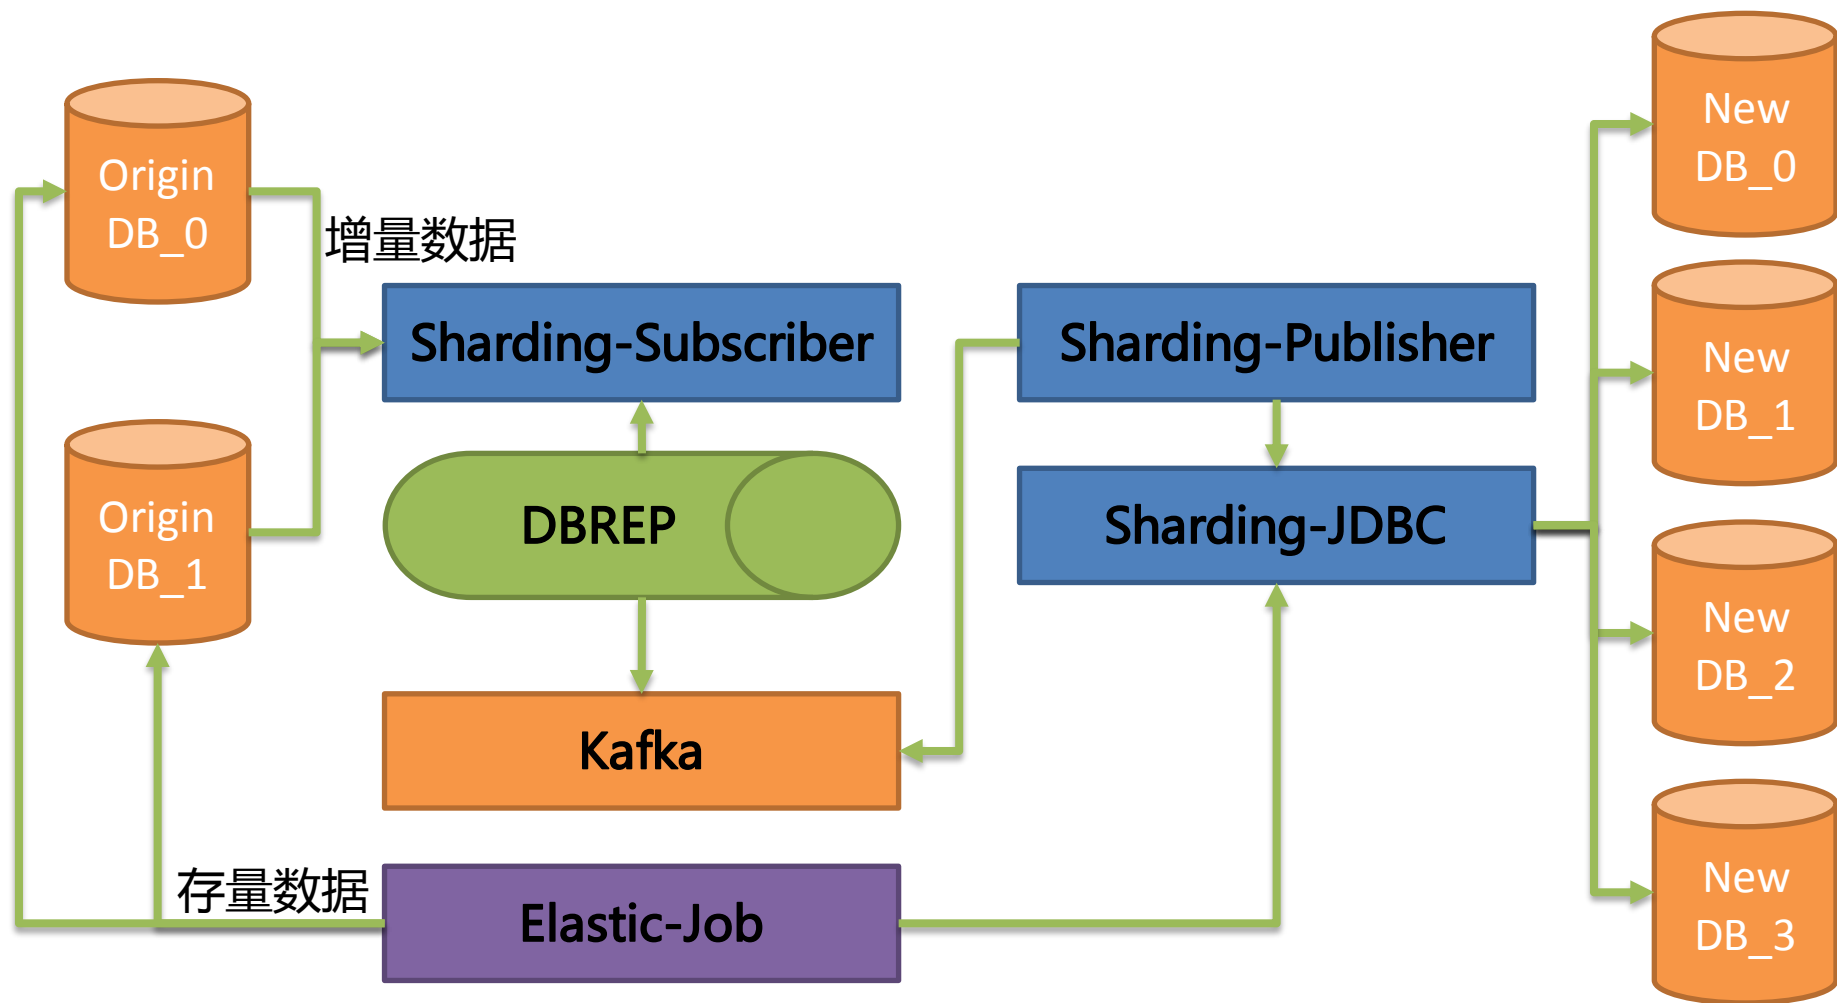 Origin
DB_0
增量数据
Origin
DB_1
Sharding-Subscriber
DBREP
Kafka
存量数据
Elastic-Job
Sharding-Publisher
Sharding-JDBC
New
DB_0
New
DB_1
New
DB_2
New
DB_3